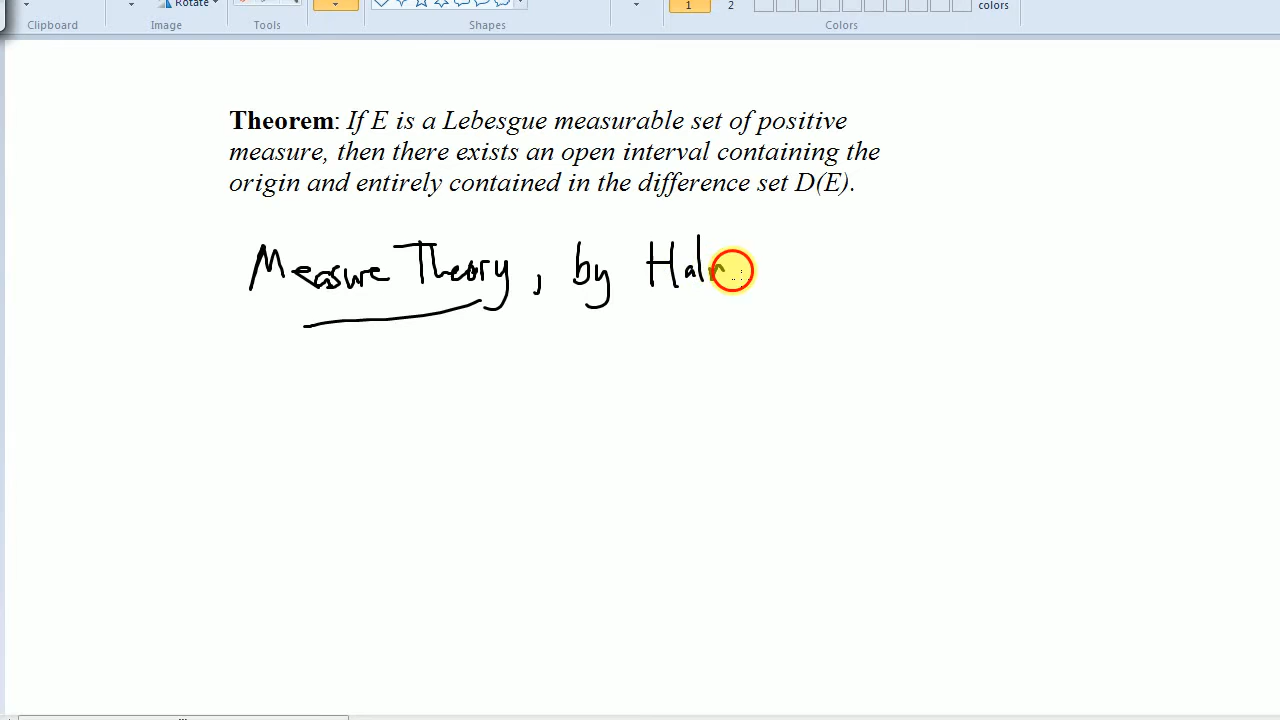 Rotate
colors
1 2
Clipboard Image Tools Shapes Colors
Theorem: If E is a Lebesgue measurable set of positive
measure, then there exists an open interval containing the
origin and entirely contained in the difference set D(E).
Measure Theory, by Halm